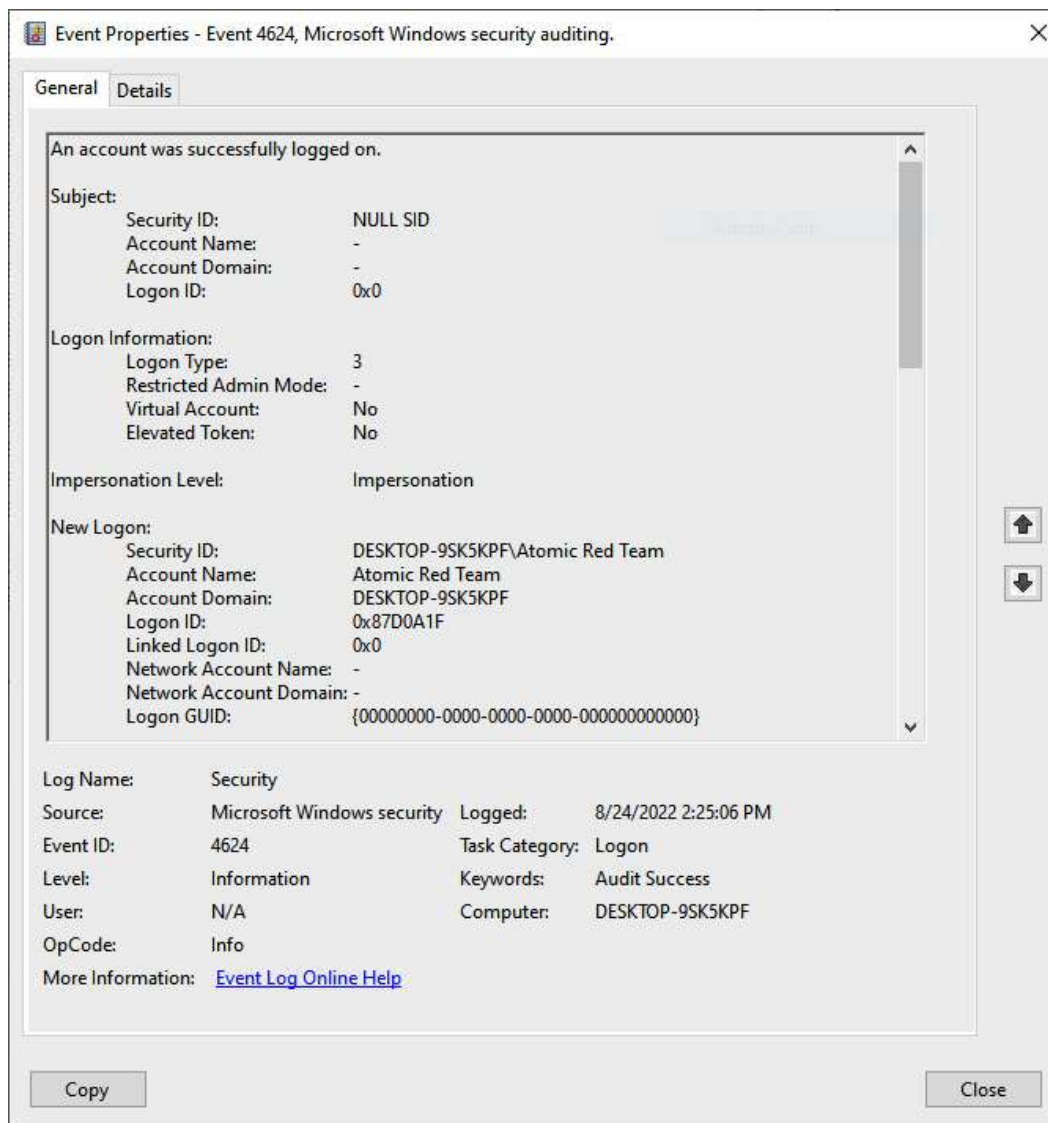 Event Properties - Event 4624, Microsoft Windows security auditing.
General Details
An account was successfully logged on.
Subject:
Security ID: NULL SID
Account Name: -
Account Domain: -
Logon ID: 0x0
Logon Information:
Logon Type: 3
Restricted Admin Mode: -
Virtual Account: No
Elevated Token: No
Impersonation Level: Impersonation
New Logon:
Security ID: DESKTOP-9SK5KPF\Atomic Red Team
Account Name: Atomic Red Team
Account Domain: DESKTOP-9SK5KPF
Logon ID: 0x87D0A1F
Linked Logon ID: 0x0
Network Account Name: -
Network Account Domain: -
Logon GUID: {00000000-0000-0000-0000-000000000000}
Log Name: Security
Source: Microsoft Windows security Logged: 8/24/2022 2:25:06 PM
Event ID: 4624 Task Category: Logon
Level: Information Keywords: Audit Success
User: N/A Computer: DESKTOP-9SK5KPF
OpCode: Info
More Information: Event Log Online Help
Copy Close